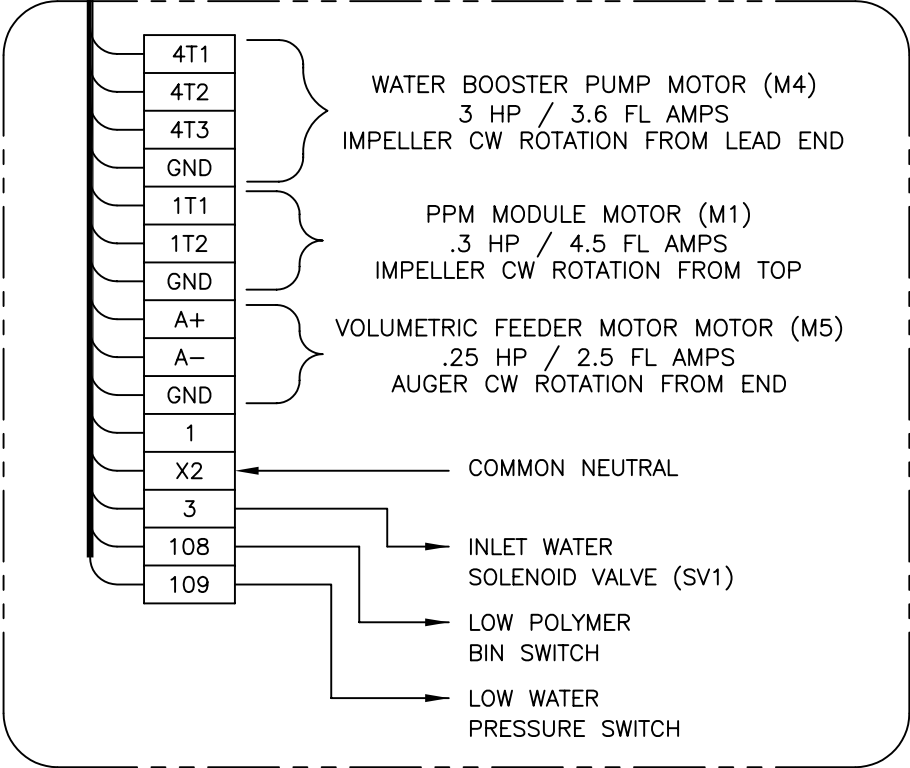 4T1
4T2
4T3
GND
WATER BOOSTER PUMP MOTOR (M4)
3 HP / 3.6 FL AMPS
IMPELLER CW ROTATION FROM LEAD END
1T1
1T2
GND
PPM MODULE MOTOR (M1)
.3 HP / 4.5 FL AMPS
IMPELLER CW ROTATION FROM TOP
A+
A−
GND
VOLUMETRIC FEEDER MOTOR MOTOR (M5)
.25 HP / 2.5 FL AMPS
AUGER CW ROTATION FROM END
1
X2
COMMON NEUTRAL
3
INLET WATER
SOLENOID VALVE (SV1)
108
LOW POLYMER
BIN SWITCH
109
LOW WATER
PRESSURE SWITCH